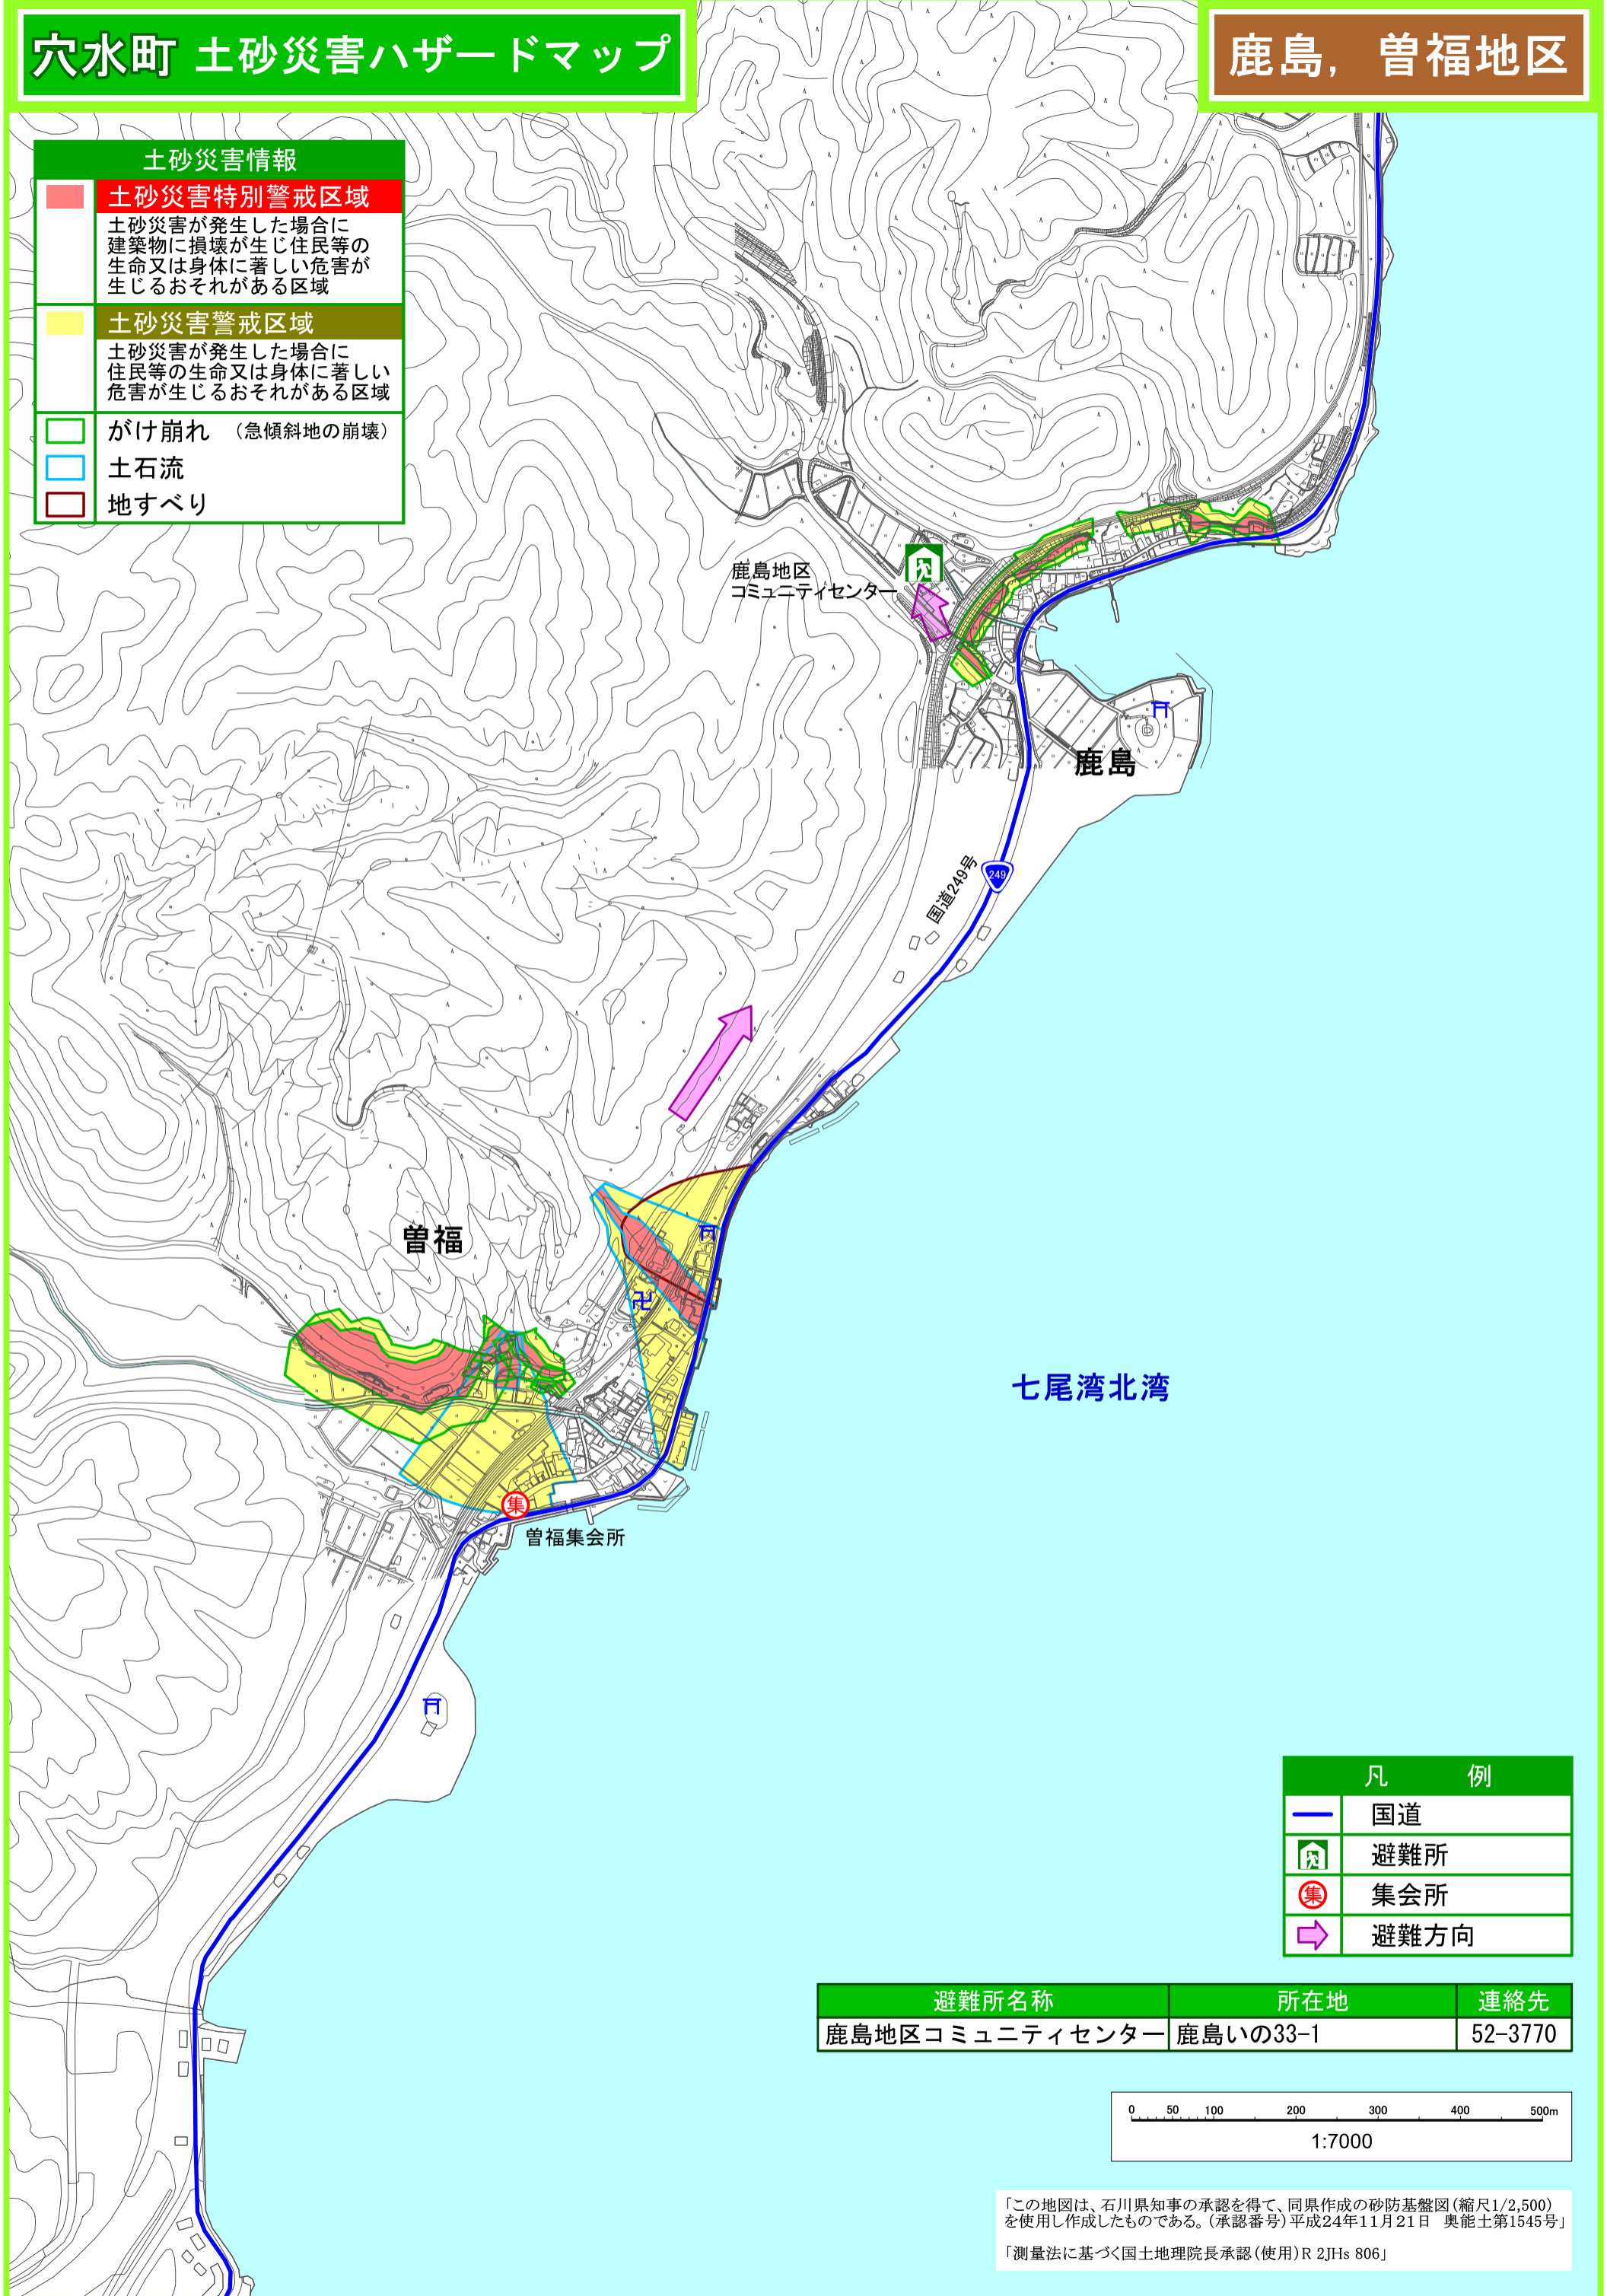 穴水町 土砂災害ハザードマップ
鹿島, 曽福地区
土砂災害情報
土砂災害特別警戒区域
土砂災害が発生した場合に
建築物に損壊が生じ住民等の
生命又は身体に著しい危害が
生じるおそれがある区域
土砂災害警戒区域
土砂災害が発生した場合に
住民等の生命又は身体に著しい
危害が生じるおそれがある区域
がけ崩れ （急傾斜地の崩壊）
土石流
地すべり
鹿島地区
コミュニティセンター
鹿島
国道249号
249
曽福
七尾湾北湾
集
曽福集会所
凡 例
国道
避難所
集 集会所
避難方向
避難所名称 所在地 連絡先
鹿島地区コミュニティセンター 鹿島いの33-1 52-3770
0 50 100 200 300 400 500m
1:7000
「この地図は、石川県知事の承認を得て、同県作成の砂防基盤図（縮尺1/2,500）
を使用し作成したものである。（承認番号）平成24年11月21日 奥能土第1545号」
「測量法に基づく国土地理院長承認（使用）R 2JHs 806」